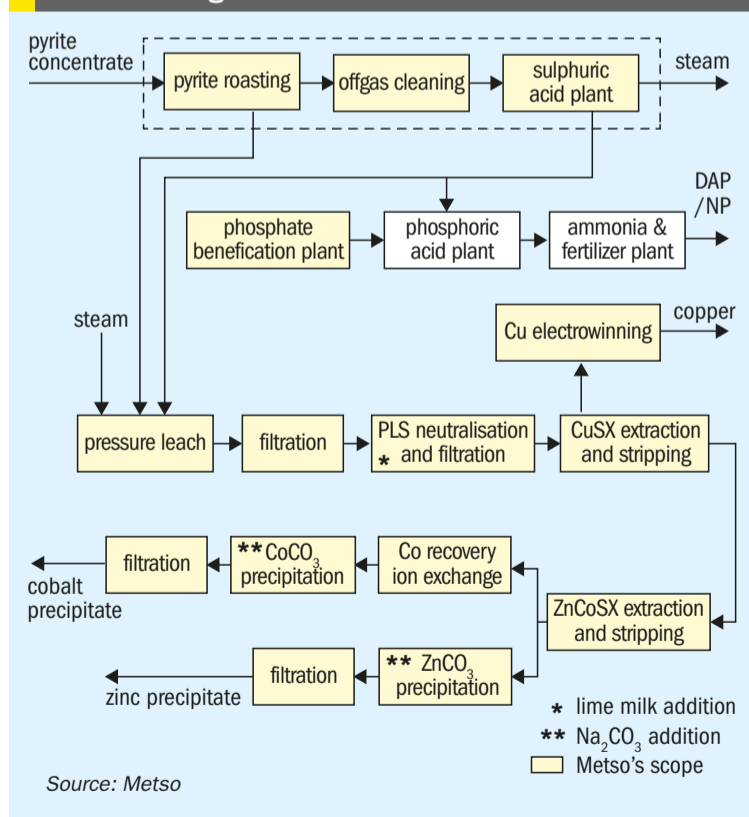 pyrite
concentrate
pyrite roasting
offgas cleaning
sulphuric
acid plant
steam
DAP
/NP
phosphate
benefication plant
phosphoric
acid plant
ammonia &
fertilizer plant
steam
Cu electrowinning
copper
pressure leach
filtration
PLS neutralisation
* and filtration
CuSX extraction
and stripping
filtration
**CoCO3
precipitation
Co recovery
ion exchange
cobalt
precipitate
ZnCoSX extraction
and stripping
filtration
** ZnCO3
precipitation
zinc precipitate
* lime milk addition
** Na2CO3 addition
Metso's scope
Source: Metso